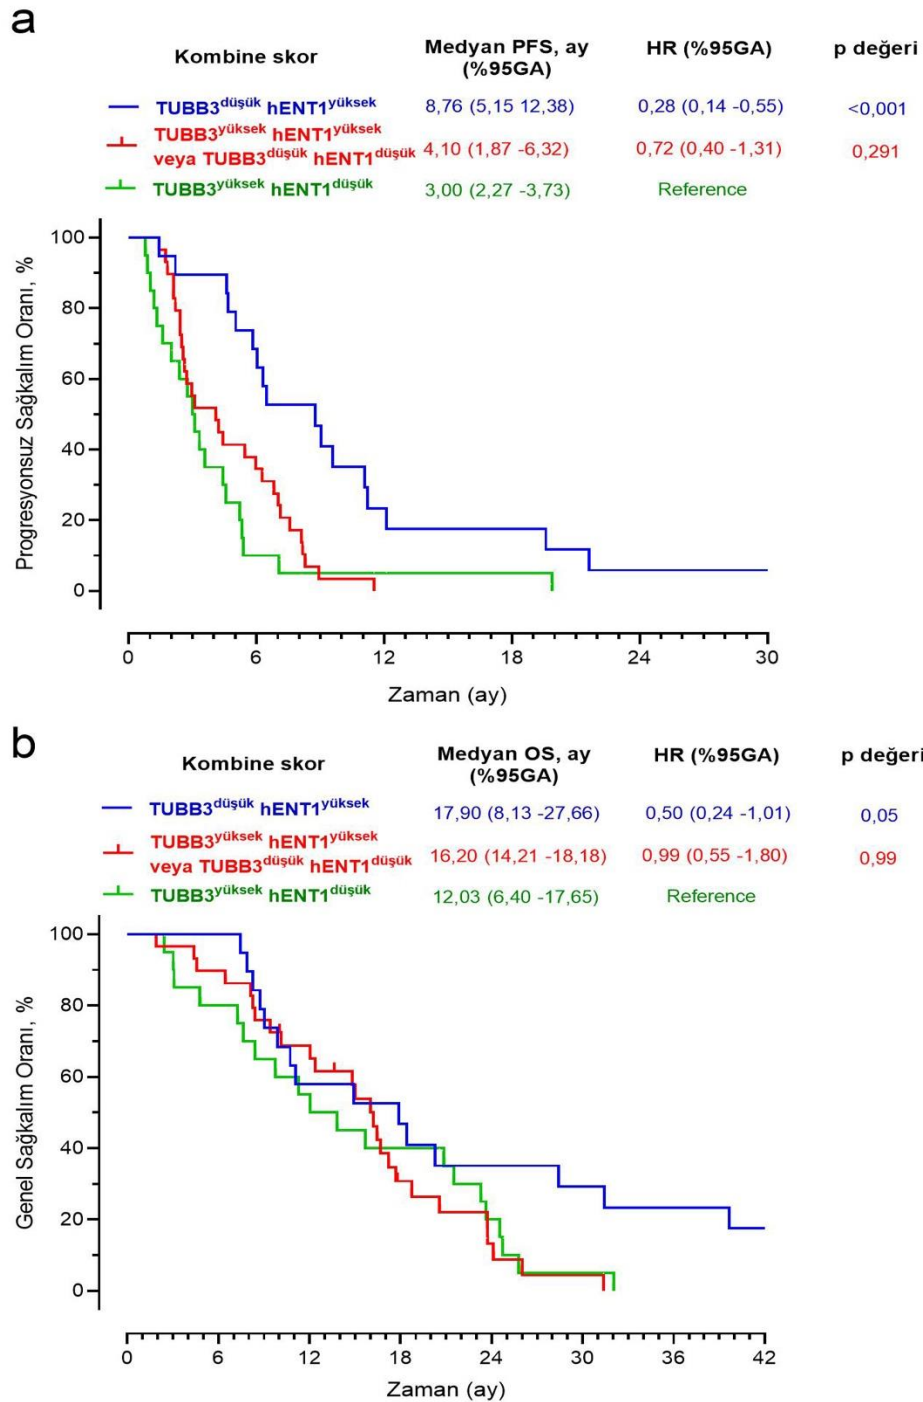 a
Kombine skor Medyan PFS, ay HR (%95GA) p değeri
(%95GA)
TUBB3düşük hENT1yüksek 8,76 (5,15 12,38) 0,28 (0,14 -0,55) <0,001
TUBB3yüksek hENT1yüksek
veya TUBB3düşük hENT1düşük 4,10 (1,87 -6,32) 0,72 (0,40 -1,31) 0,291
TUBB3yüksek hENT1düşük 3,00 (2,27 -3,73) Reference
Progresyonsuz Sağkalım Oranı, %
100
80
60
40
20
0
0 6 12 18 24 30
Zaman (ay)
b
Kombine skor Medyan OS, ay HR (%95GA) p değeri
(%95GA)
TUBB3düşük hENT1yüksek 17,90 (8,13 -27,66) 0,50 (0,24 -1,01) 0,05
TUBB3yüksek hENT1yüksek
veya TUBB3düşük hENT1düşük 16,20 (14,21 -18,18) 0,99 (0,55 -1,80) 0,99
TUBB3yüksek hENT1düşük 12,03 (6,40 -17,65) Reference
Genel Sağkalım Oranı, %
100
80
60
40
20
0
0 6 12 18 24 30 36 42
Zaman (ay)